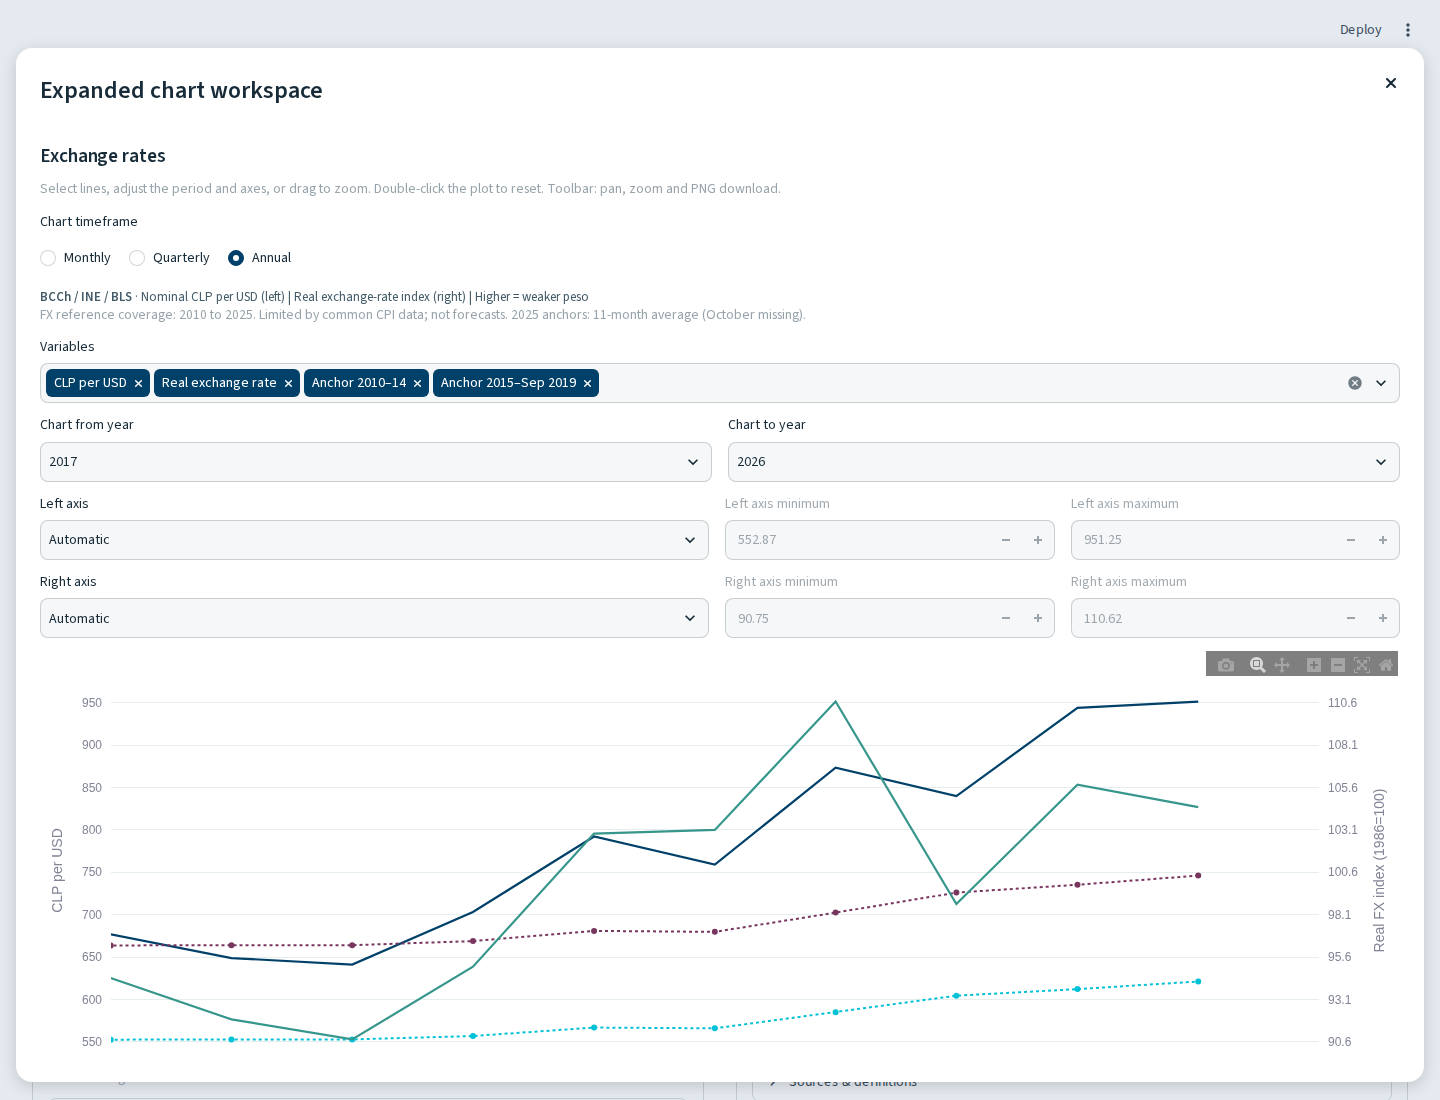 Deploy
Expanded chart workspace
Exchange rates
Select lines, adjust the period and axes, or drag to zoom. Double-click the plot to reset. Toolbar: pan, zoom and PNG download.
Chart timeframe
Monthly Quarterly Annual
BCCh / INE / BLS · Nominal CLP per USD (left) | Real exchange-rate index (right) | Higher = weaker peso
FX reference coverage: 2010 to 2025. Limited by common CPI data; not forecasts. 2025 anchors: 11-month average (October missing).
Variables
CLP per USD Real exchange rate Anchor 2010–14 Anchor 2015–Sep 2019
Chart from year Chart to year
2017 2026
Left axis Left axis minimum Left axis maximum
Automatic 552.87 951.25
Right axis Right axis minimum Right axis maximum
Automatic 90.75 110.62
950 110.6
900 108.1
850 105.6
800 103.1
750 100.6
700 98.1
650 95.6
600 93.1
550 90.6
CLP per USD
Real FX index (1986=100)
Sources & definitions